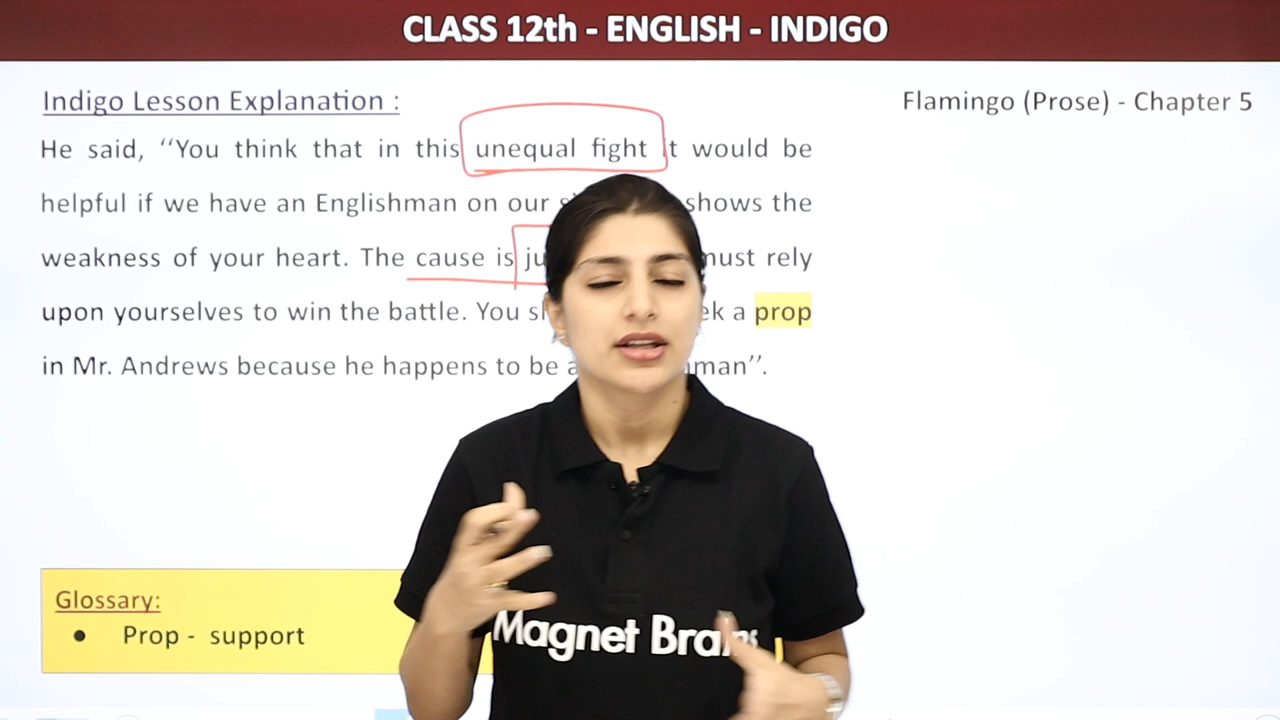 CLASS 12th - ENGLISH - INDIGO
Indigo Lesson Explanation :
Flamingo (Prose) - Chapter 5
He said, ‘‘You think that in this unequal fight it would be
helpful if we have an Englishman on our shows the
weakness of your heart. The cause is must rely
upon yourselves to win the battle. You a prop
in Mr. Andrews because he happens to be
Glossary:
● Prop - support
Magnet Brains